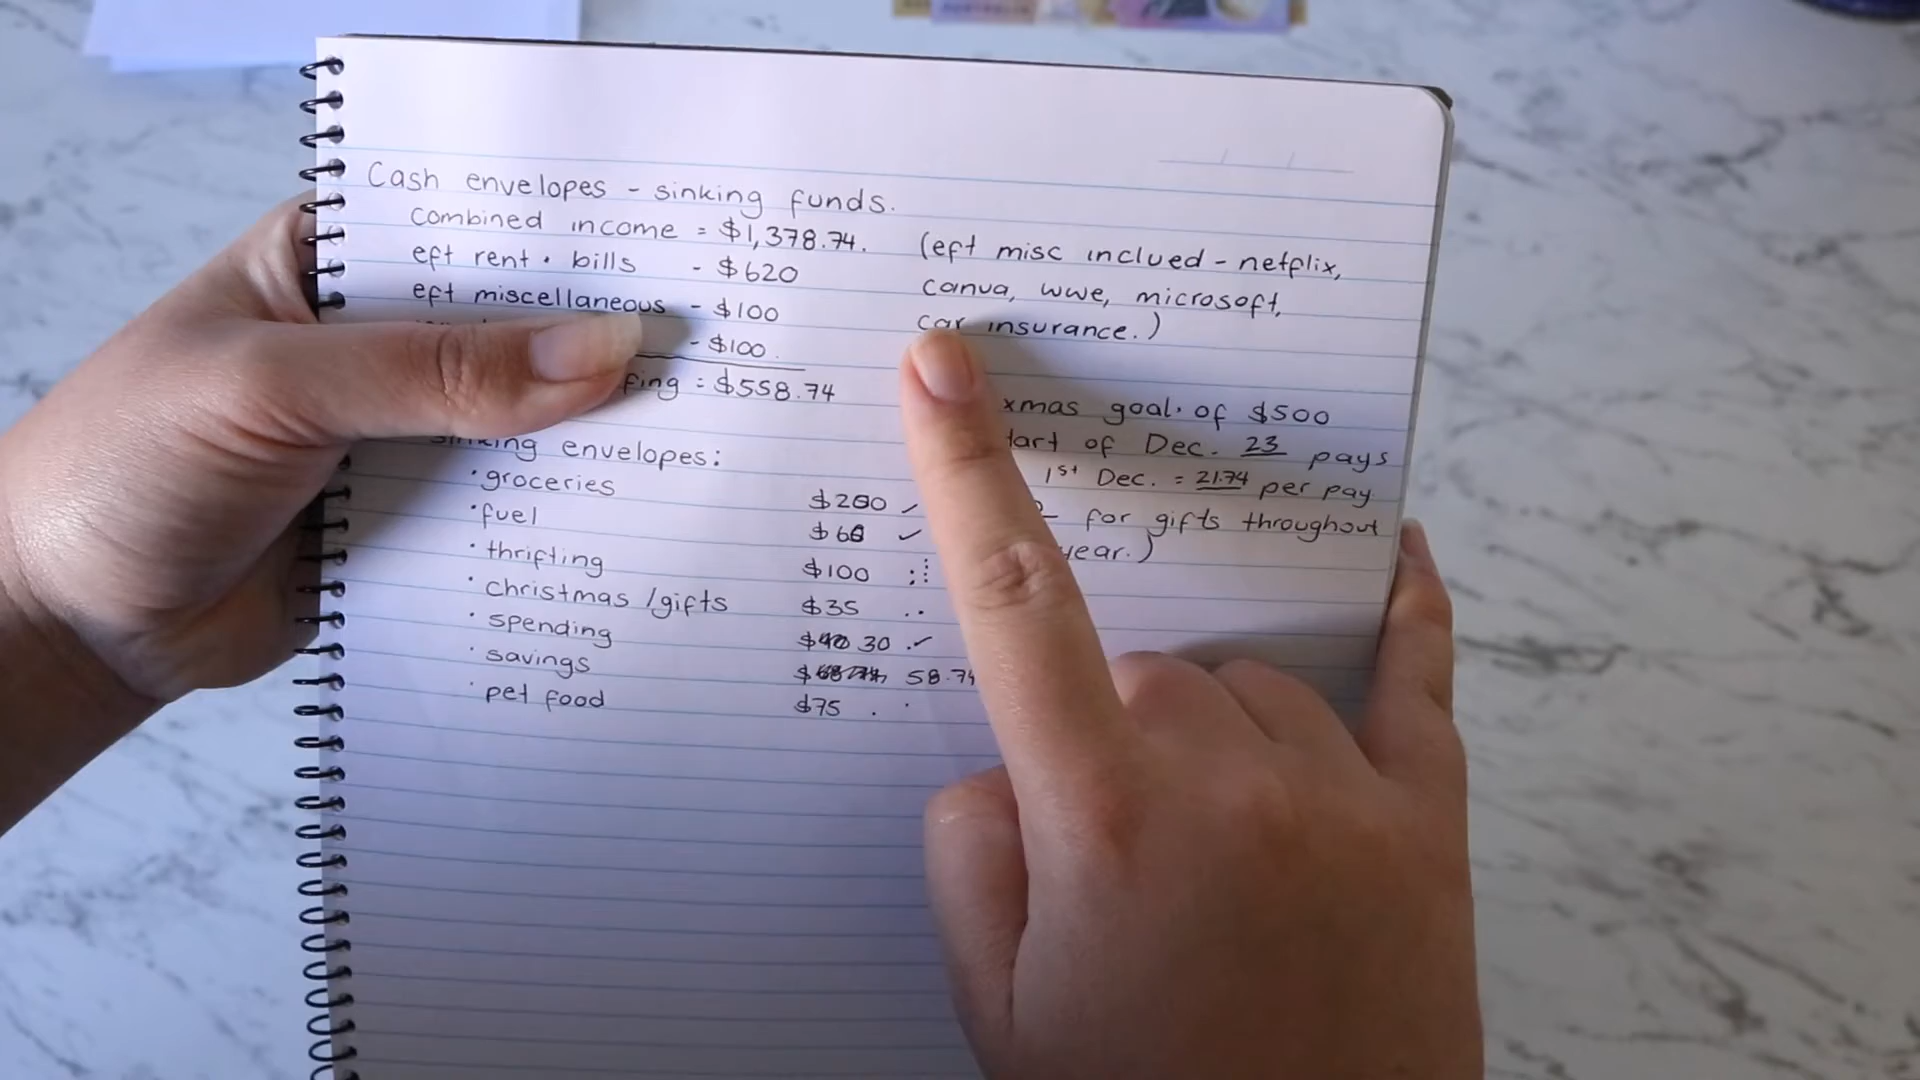 Cash envelopes - sinking funds.
combined income = $1,378.74.
eft rent + bills - $620
eft miscellaneous - $100
- $100.
= $558.74
envelopes:
• groceries $200 ✓
• fuel $60 ✓
• thrifting $100
• christmas /gifts $35 ..
• spending 30 ✓
• savings 58.74
• pet food $75 . .
(eft misc inclued - netflix,
canva, wwe, microsoft,
car insurance.)
xmas goal of $500
of Dec. 23 pays
1st Dec. = 21.74 per pay
for gifts throughout
year.)
AUSTRALIA